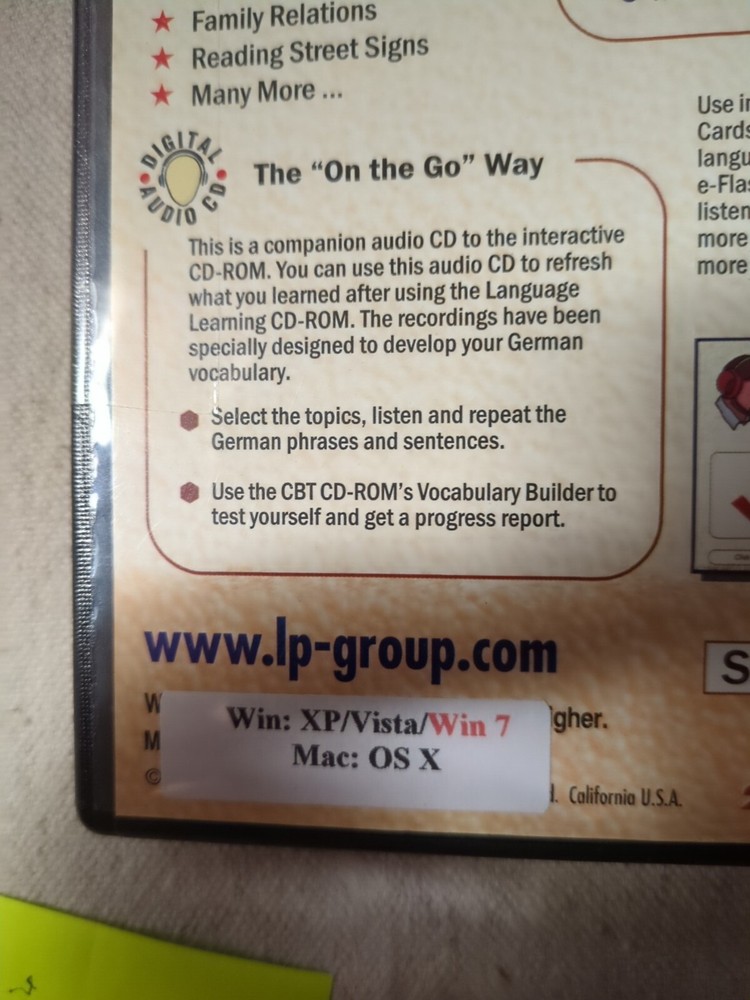 ★ Family Relations
★ Reading Street Signs
★ Many More ...
DIGITAL AUDIO CD
The “On the Go” Way
This is a companion audio CD to the interactive
CD-ROM. You can use this audio CD to refresh
what you learned after using the Language
Learning CD-ROM. The recordings have been
specially designed to develop your German
vocabulary.
Select the topics, listen and repeat the
German phrases and sentences.
Use the CBT CD-ROM’s Vocabulary Builder to
test yourself and get a progress report.
www.lp-group.com
W
gher.
M
Win: XP/Vista/Win 7
Mac: OS X
©
California U.S.A.
Use in
Cards
langu
e-Flas
listen
more
more
S